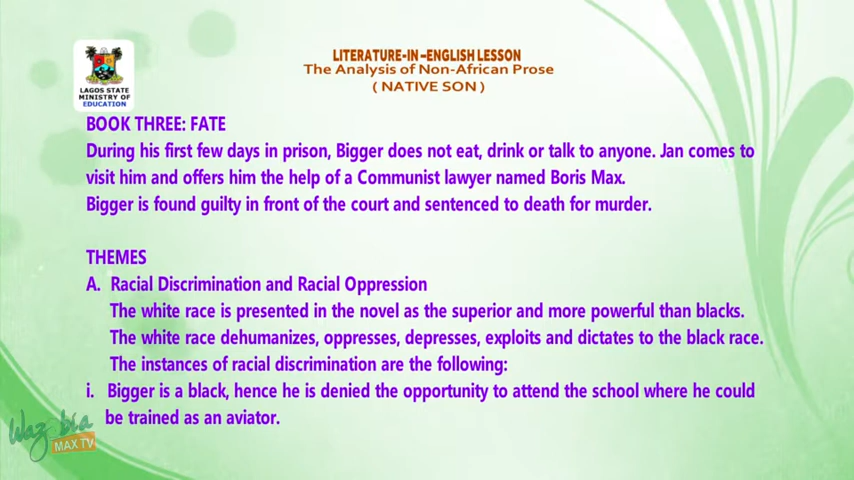 LITERATURE-IN-ENGLISH LESSON
The Analysis of Non-African Prose
( NATIVE SON )
LAGOS STATE
MINISTRY OF
EDUCATION
BOOK THREE: FATE
During his first few days in prison, Bigger does not eat, drink or talk to anyone. Jan comes to
visit him and offers him the help of a Communist lawyer named Boris Max.
Bigger is found guilty in front of the court and sentenced to death for murder.
THEMES
A. Racial Discrimination and Racial Oppression
The white race is presented in the novel as the superior and more powerful than blacks.
The white race dehumanizes, oppresses, depresses, exploits and dictates to the black race.
The instances of racial discrimination are the following:
i. Bigger is a black, hence he is denied the opportunity to attend the school where he could
be trained as an aviator.
Wazobia
MAX TV